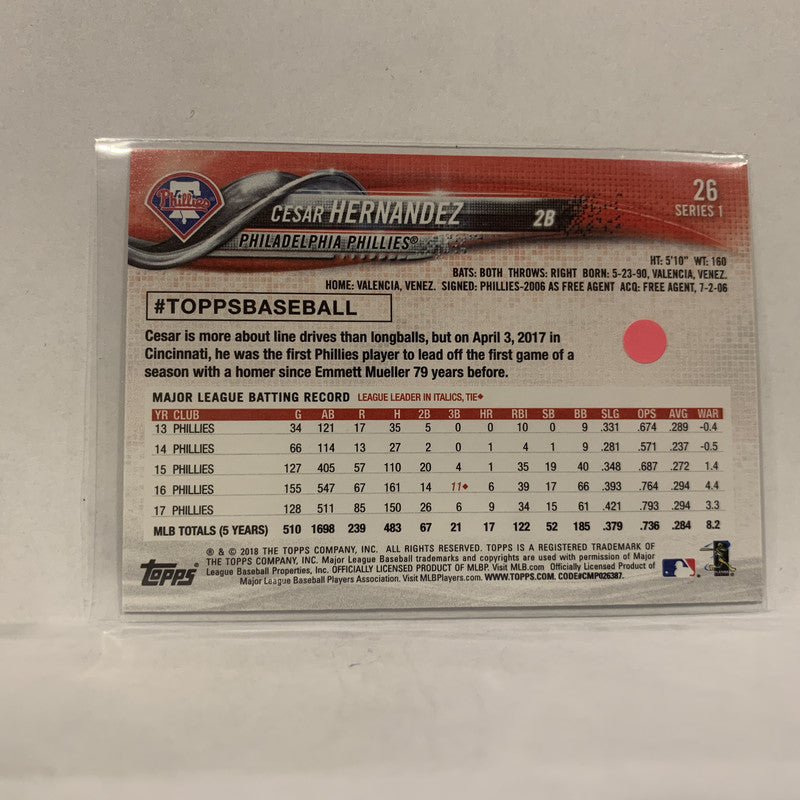 Phillies
CESAR HERNANDEZ 2B
26
SERIES 1
PHILADELPHIA PHILLIES®
HT: 5'10" WT: 160
BATS: BOTH THROWS: RIGHT BORN: 5-23-90, VALENCIA, VENEZ.
HOME: VALENCIA, VENEZ. SIGNED: PHILLIES-2006 AS FREE AGENT ACQ: FREE AGENT, 7-2-06
#TOPPSBASEBALL
Cesar is more about line drives than longballs, but on April 3, 2017 in
Cincinnati, he was the first Phillies player to lead off the first game of a
season with a homer since Emmett Mueller 79 years before.
MAJOR LEAGUE BATTING RECORD LEAGUE LEADER IN ITALICS, TIE♦
YR CLUB G AB R H 2B 3B HR RBI SB BB SLG OPS AVG WAR
13 PHILLIES 34 121 17 35 5 0 0 10 0 9 .331 .674 .289 -0.4
14 PHILLIES 66 114 13 27 2 0 1 4 1 9 .281 .571 .237 -0.5
15 PHILLIES 127 405 57 110 20 4 1 35 19 40 .348 .687 .272 1.4
16 PHILLIES 155 547 67 161 14 11♦ 6 39 17 66 .393 .764 .294 4.4
17 PHILLIES 128 511 85 150 26 6 9 34 15 61 .421 .793 .294 3.3
MLB TOTALS (5 YEARS) 510 1698 239 483 67 21 17 122 52 185 .379 .736 .284 8.2
topps®
® & © 2018 THE TOPPS COMPANY, INC. ALL RIGHTS RESERVED. TOPPS IS A REGISTERED TRADEMARK OF
THE TOPPS COMPANY, INC. Major League Baseball trademarks and copyrights are used with permission of Major
League Baseball Properties, Inc. OFFICIALLY LICENSED PRODUCT OF MLBP. Visit MLB.com Officially Licensed Product of
Major League Baseball Players Association. Visit MLBPlayers.com. WWW.TOPPS.COM. CODE#CMP026387.